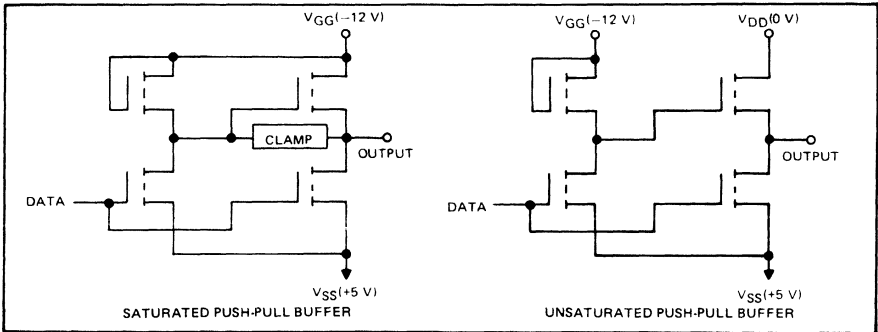 VGG(−12 V)
CLAMP
OUTPUT
DATA
VSS(+5 V)
SATURATED PUSH-PULL BUFFER
VGG(−12 V)
VDD(0 V)
OUTPUT
DATA
VSS(+5 V)
UNSATURATED PUSH-PULL BUFFER